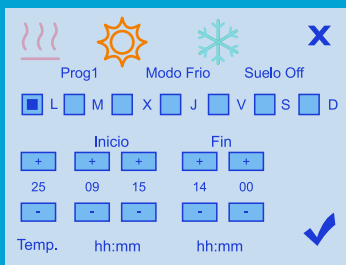 X
Prog1 Modo Frio Suelo Off
L M X J V S D
Inicio Fin
+ + + + +
25 09 15 14 00
- - - - -
Temp. hh:mm hh:mm